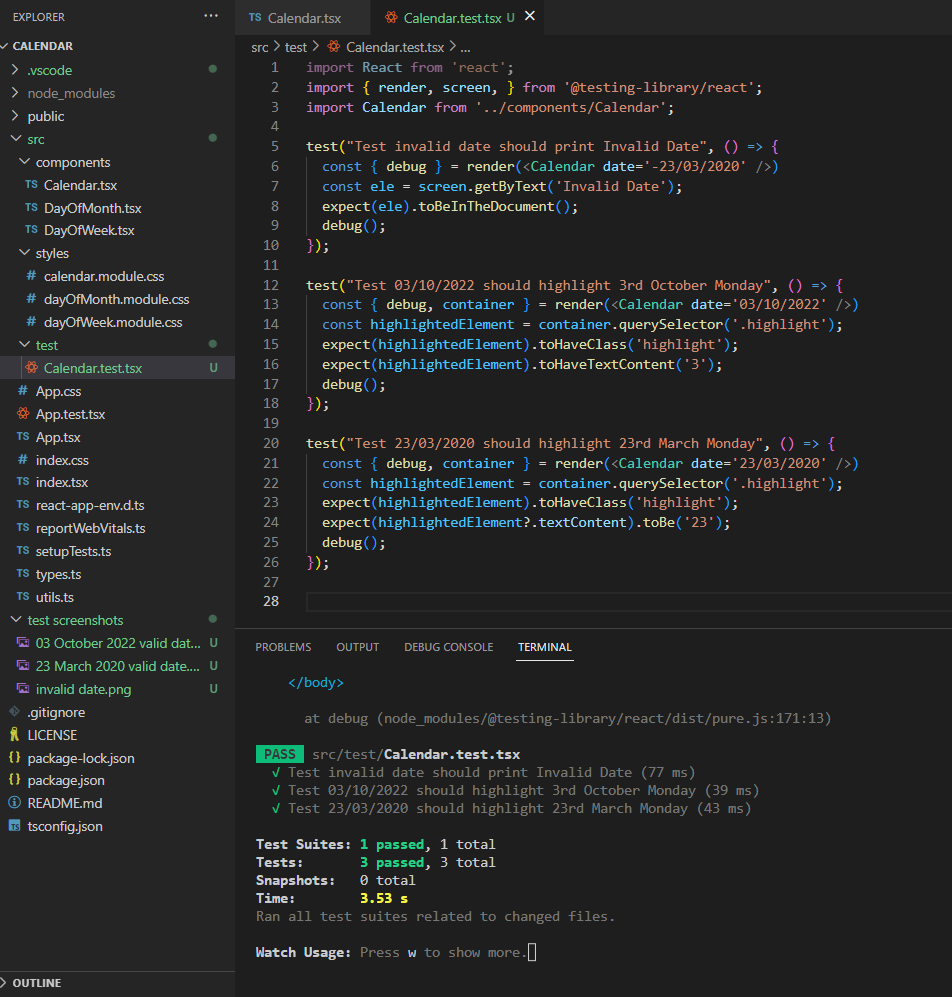 EXPLORER
...
CALENDAR
.vscode
node_modules
public
src
components
TS Calendar.tsx
TS DayOfMonth.tsx
TS DayOfWeek.tsx
styles
# calendar.module.css
# dayOfMonth.module.css
# dayOfWeek.module.css
test
Calendar.test.tsx U
# App.css
App.test.tsx
TS App.tsx
# index.css
TS index.tsx
TS react-app-env.d.ts
TS reportWebVitals.ts
TS setupTests.ts
TS types.ts
TS utils.ts
test screenshots
03 October 2022 valid dat... U
23 March 2020 valid date.... U
invalid date.png U
.gitignore
LICENSE
{} package-lock.json
{} package.json
README.md
TS tsconfig.json
OUTLINE
TS Calendar.tsx
Calendar.test.tsx U ✕
src > test > Calendar.test.tsx > ...
1 import React from 'react';
2 import { render, screen, } from '@testing-library/react';
3 import Calendar from '../components/Calendar';
4
5 test("Test invalid date should print Invalid Date", () => {
6 const { debug } = render(<Calendar date='-23/03/2020' />)
7 const ele = screen.getByText('Invalid Date');
8 expect(ele).toBeInTheDocument();
9 debug();
10 });
11
12 test("Test 03/10/2022 should highlight 3rd October Monday", () => {
13 const { debug, container } = render(<Calendar date='03/10/2022' />)
14 const highlightedElement = container.querySelector('.highlight');
15 expect(highlightedElement).toHaveClass('highlight');
16 expect(highlightedElement).toHaveTextContent('3');
17 debug();
18 });
19
20 test("Test 23/03/2020 should highlight 23rd March Monday", () => {
21 const { debug, container } = render(<Calendar date='23/03/2020' />)
22 const highlightedElement = container.querySelector('.highlight');
23 expect(highlightedElement).toHaveClass('highlight');
24 expect(highlightedElement?.textContent).toBe('23');
25 debug();
26 });
27
28
PROBLEMS OUTPUT DEBUG CONSOLE TERMINAL
</body>
at debug (node_modules/@testing-library/react/dist/pure.js:171:13)
PASS src/test/Calendar.test.tsx
√ Test invalid date should print Invalid Date (77 ms)
√ Test 03/10/2022 should highlight 3rd October Monday (39 ms)
√ Test 23/03/2020 should highlight 23rd March Monday (43 ms)
Test Suites: 1 passed, 1 total
Tests: 3 passed, 3 total
Snapshots: 0 total
Time: 3.53 s
Ran all test suites related to changed files.
Watch Usage: Press w to show more.